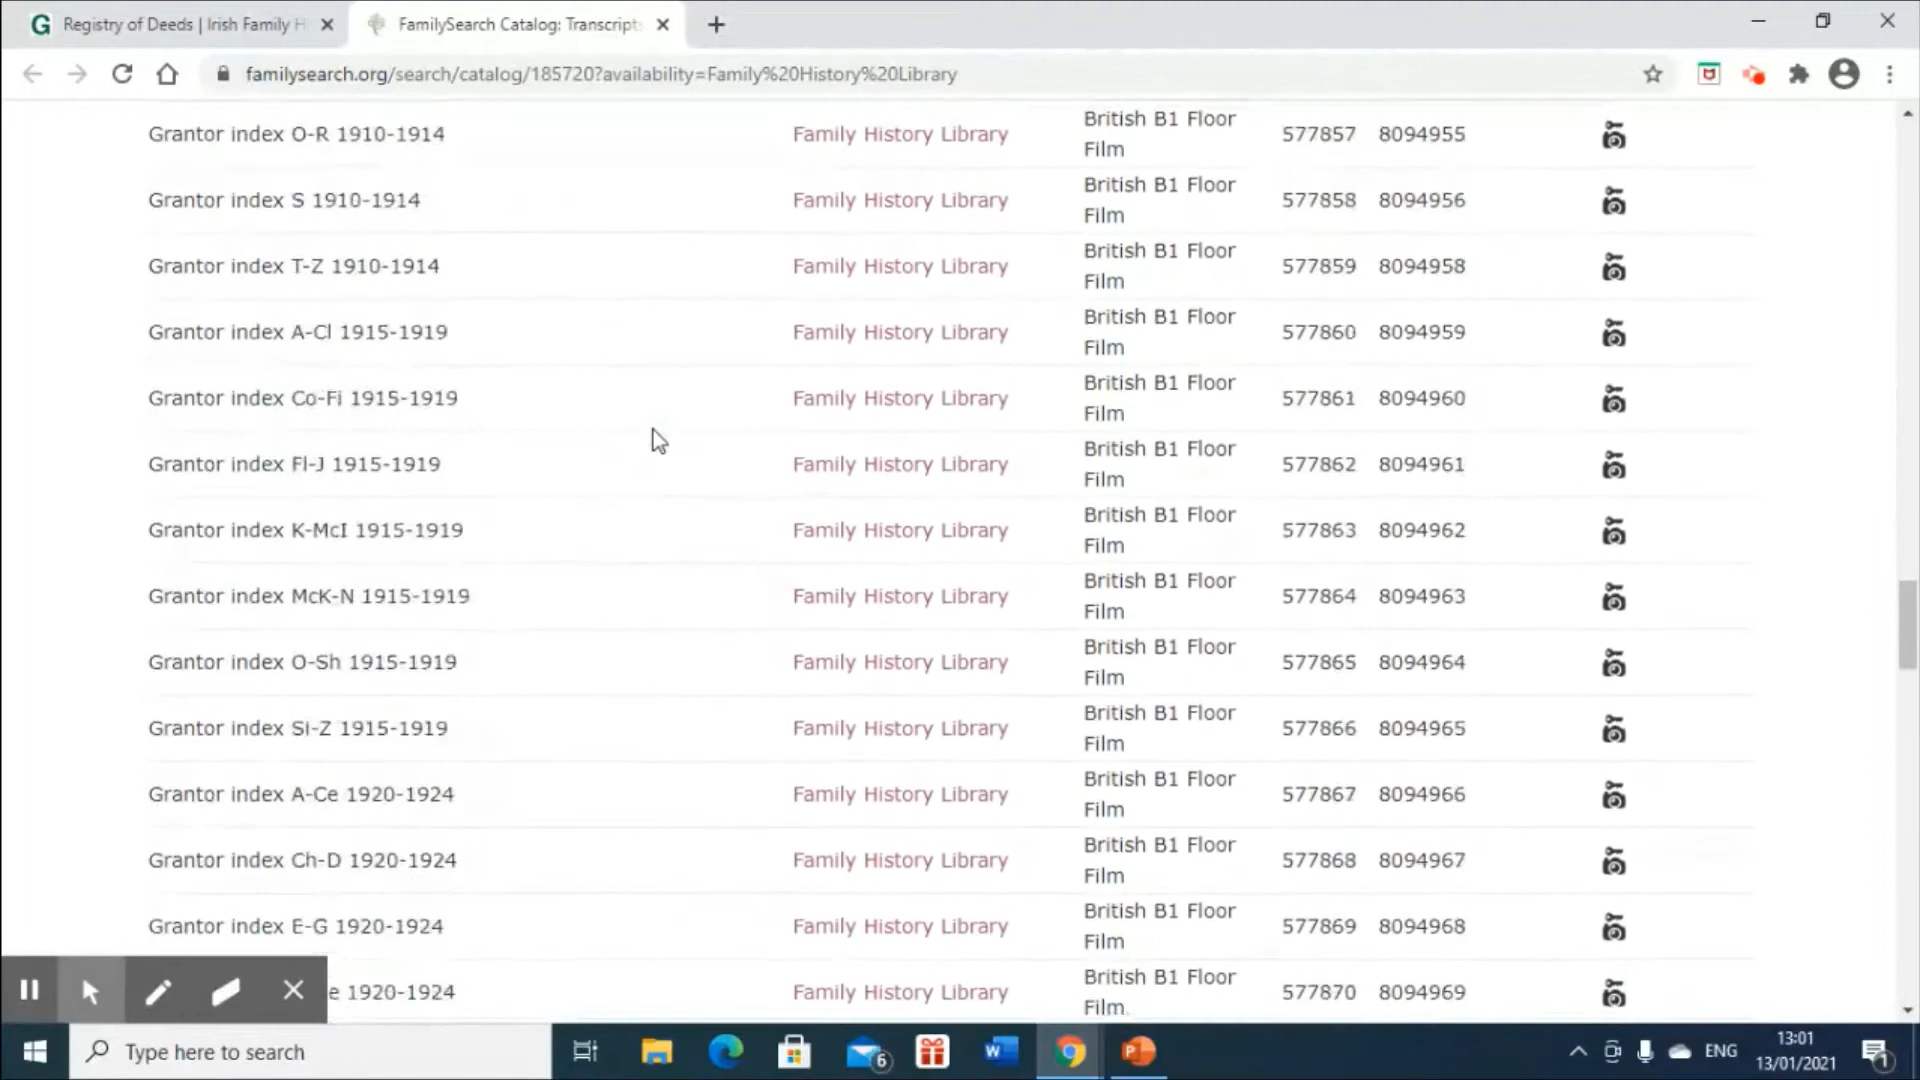 Registry of Deeds | Irish Family H
FamilySearch Catalog: Transcript
familysearch.org/search/catalog/185720?availability=Family%20History%20Library
Grantor index O-R 1910-1914 Family History Library British B1 Floor Film 577857 8094955
Grantor index S 1910-1914 Family History Library British B1 Floor Film 577858 8094956
Grantor index T-Z 1910-1914 Family History Library British B1 Floor Film 577859 8094958
Grantor index A-Cl 1915-1919 Family History Library British B1 Floor Film 577860 8094959
Grantor index Co-Fi 1915-1919 Family History Library British B1 Floor Film 577861 8094960
Grantor index Fl-J 1915-1919 Family History Library British B1 Floor Film 577862 8094961
Grantor index K-McI 1915-1919 Family History Library British B1 Floor Film 577863 8094962
Grantor index McK-N 1915-1919 Family History Library British B1 Floor Film 577864 8094963
Grantor index O-Sh 1915-1919 Family History Library British B1 Floor Film 577865 8094964
Grantor index Si-Z 1915-1919 Family History Library British B1 Floor Film 577866 8094965
Grantor index A-Ce 1920-1924 Family History Library British B1 Floor Film 577867 8094966
Grantor index Ch-D 1920-1924 Family History Library British B1 Floor Film 577868 8094967
Grantor index E-G 1920-1924 Family History Library British B1 Floor Film 577869 8094968
e 1920-1924 Family History Library British B1 Floor Film 577870 8094969
Type here to search
6
ENG
13:01
13/01/2021
1